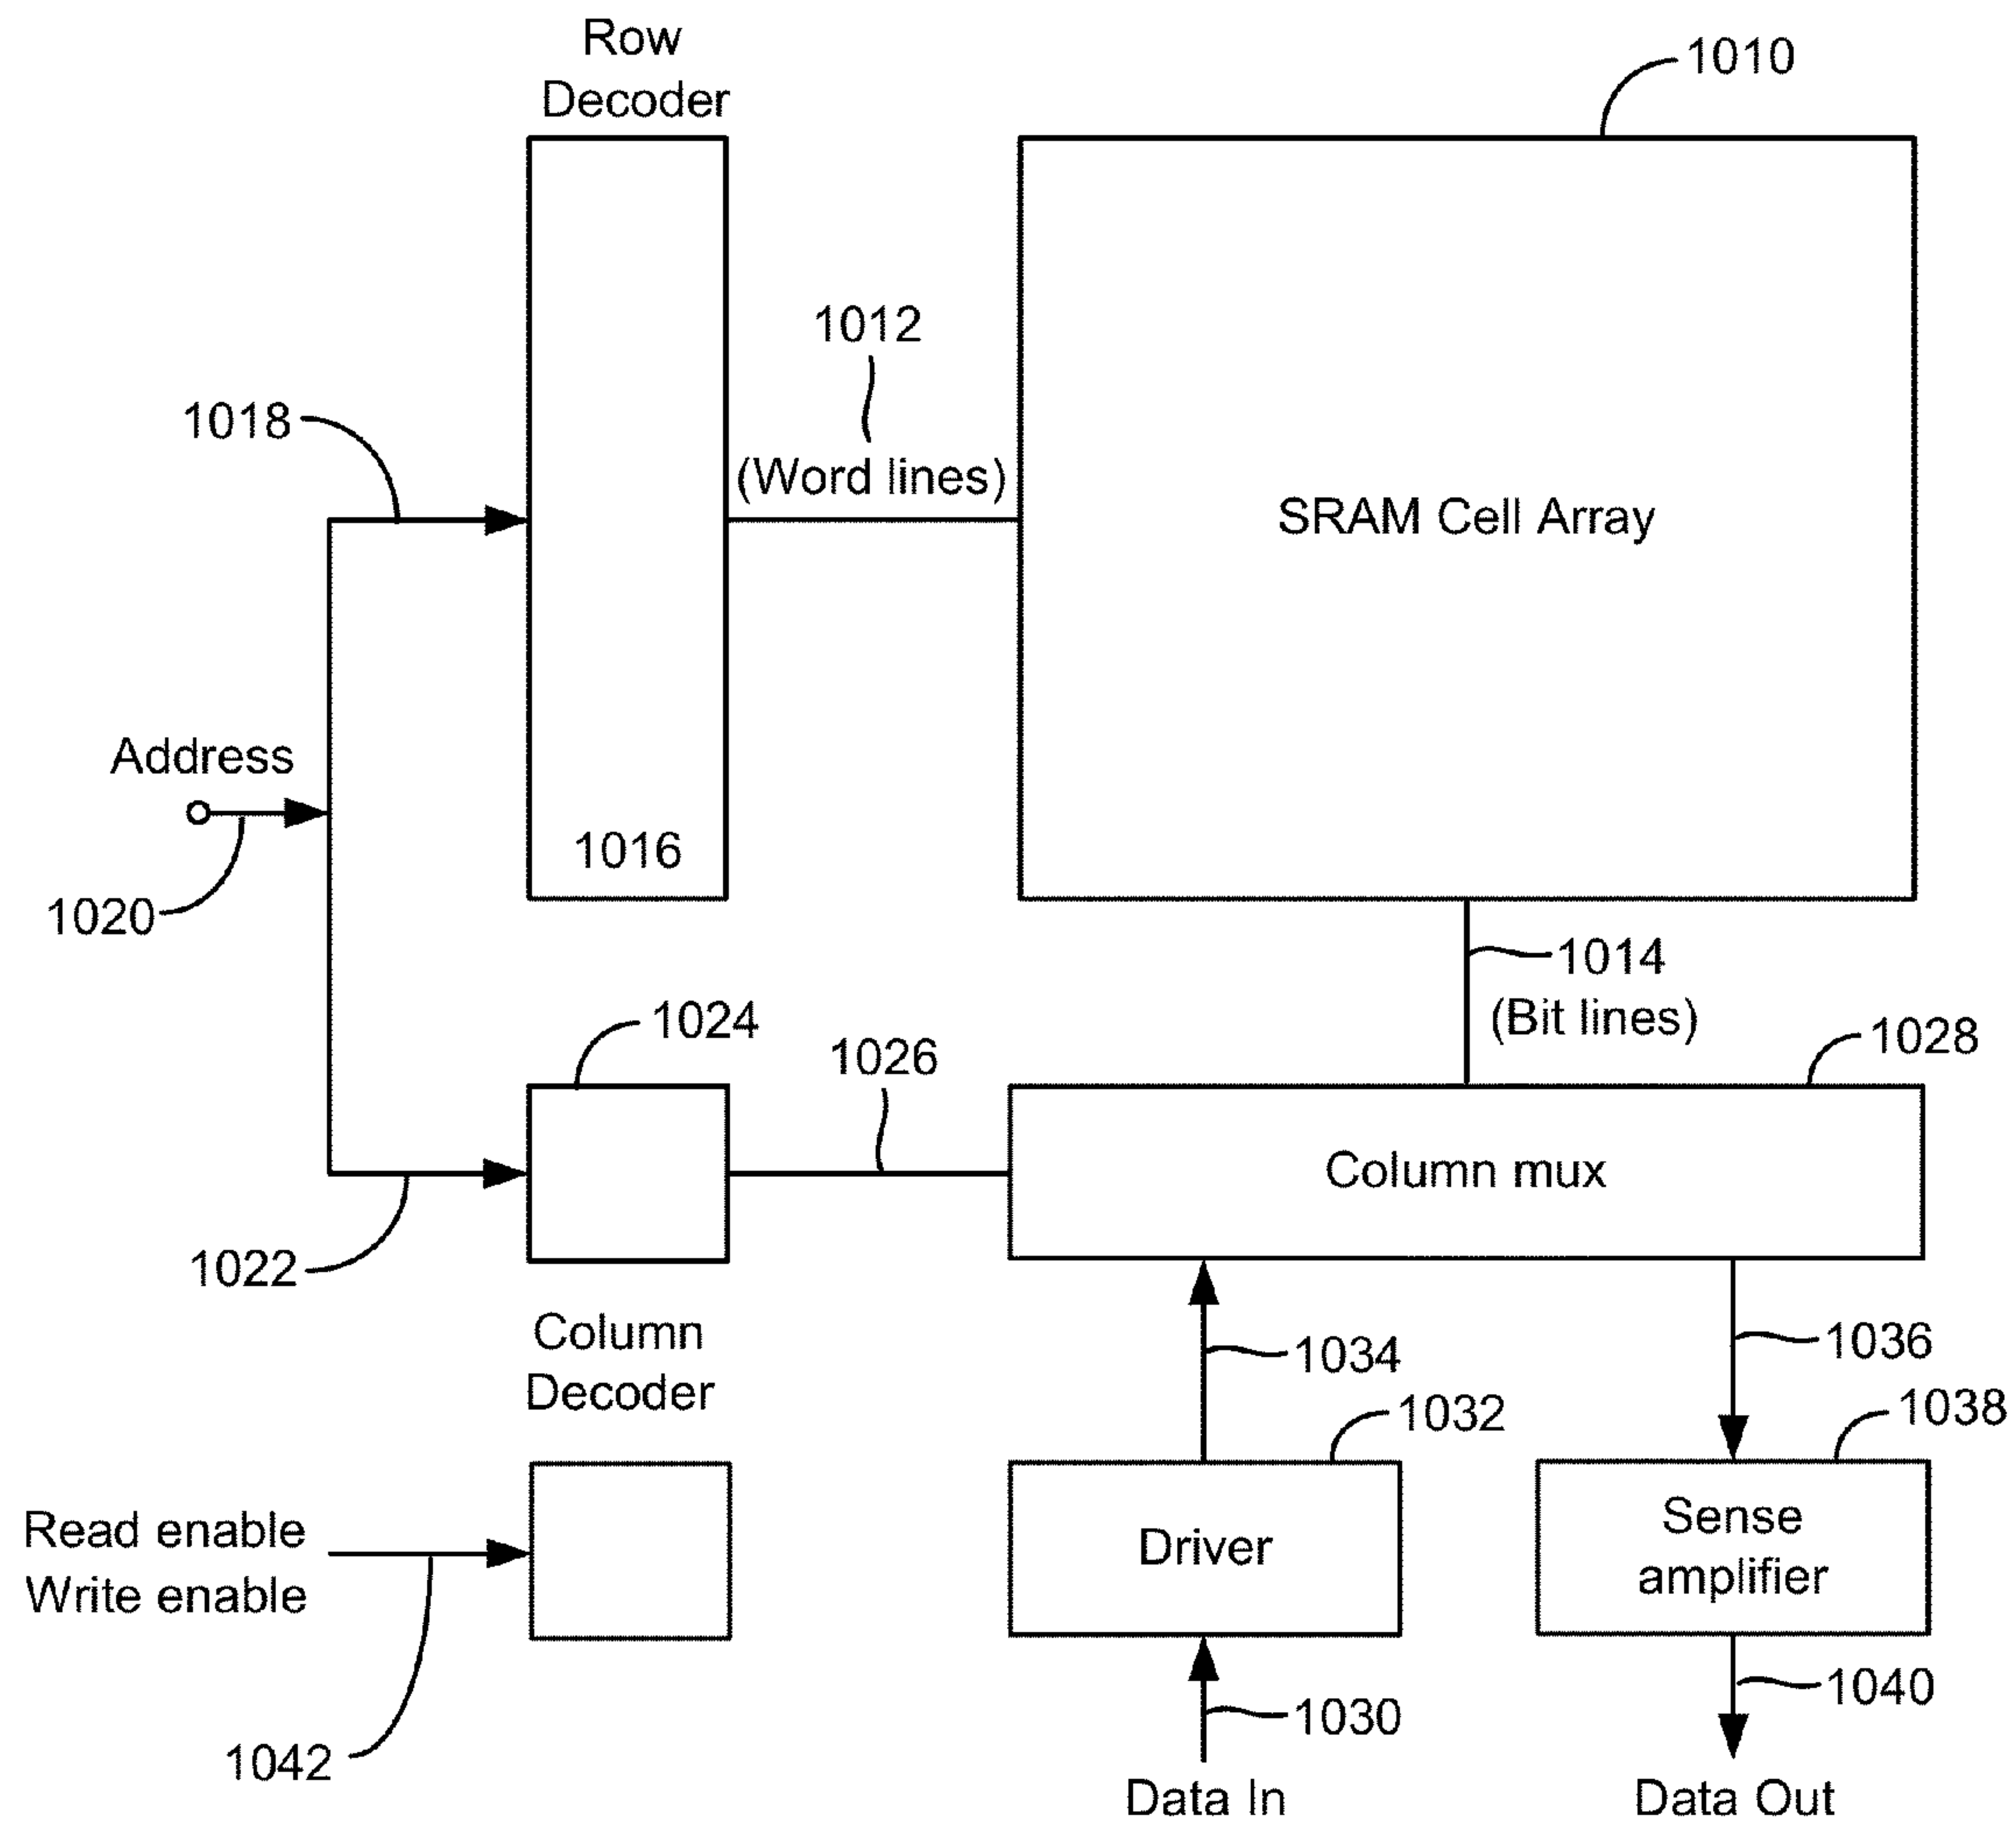 Row
Decoder
1010
1012
1018
(Word lines)
SRAM Cell Array
Address
1016
1020
1014
(Bit lines)
1024
1026
1028
Column mux
1022
Column
Decoder
1034
1036
1032
1038
Read enable
Write enable
Driver
Sense
amplifier
1030
1040
1042
Data In
Data Out